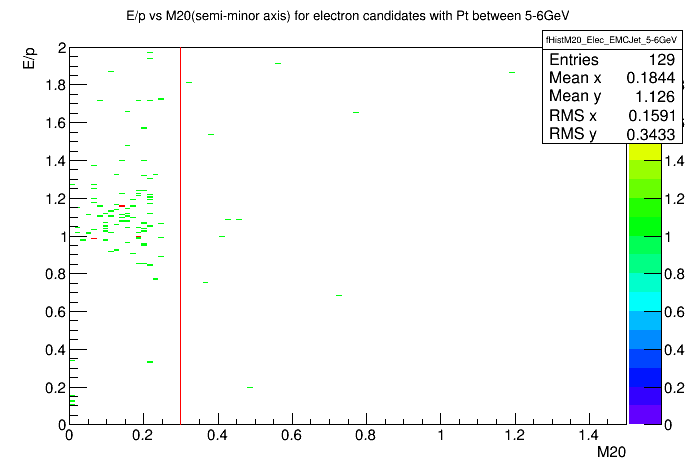 E/p vs M20(semi-minor axis) for electron candidates with Pt between 5-6GeV
fHistM20_Elec_EMCJet_5-6GeV
Entries 129
Mean x 0.1844
Mean y 1.126
RMS x 0.1591
RMS y 0.3433
E/p
2
1.8
1.6
1.4
1.2
1
0.8
0.6
0.4
0.2
0
0 0.2 0.4 0.6 0.8 1 1.2 1.4
M20
1.4
1.2
1
0.8
0.6
0.4
0.2
0